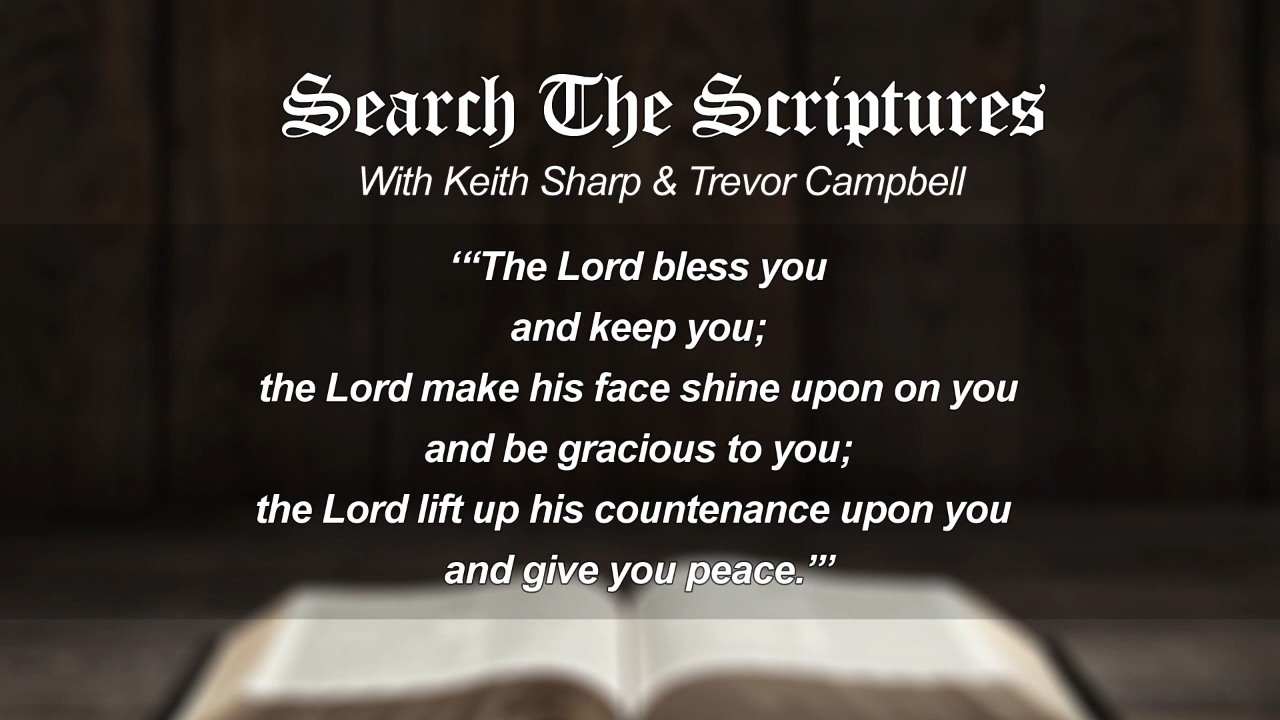 Search The Scriptures
With Keith Sharp & Trevor Campbell
‘“The Lord bless you
and keep you;
the Lord make his face shine upon on you
and be gracious to you;
the Lord lift up his countenance upon you
and give you peace.”’